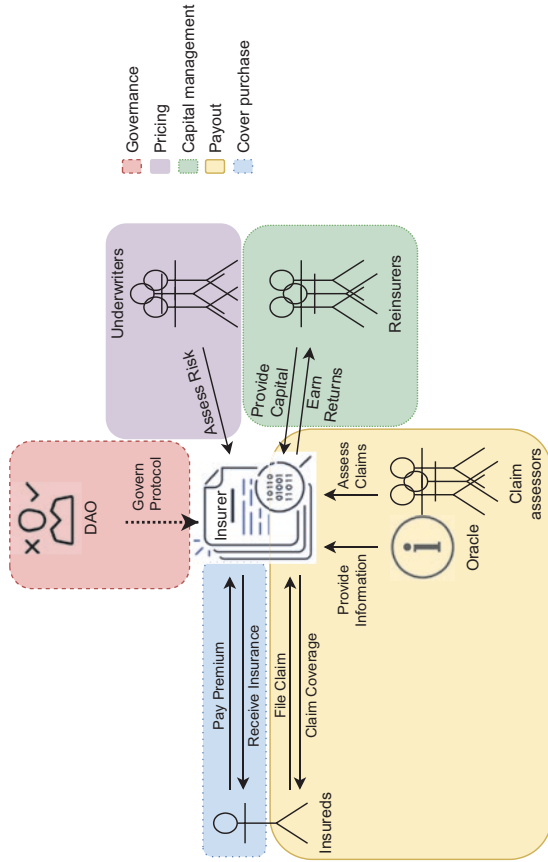 Governance
Pricing
Capital management
Payout
Cover purchase
DAO
Govern
Protocol
Underwriters
Assess Risk
Insurer
10110
01001
11011
Provide
Capital
Earn
Returns
Reinsurers
Pay Premium
Receive Insurance
File Claim
Claim Coverage
Insureds
Provide
Information
Assess
Claims
i
Oracle
Claim
assessors